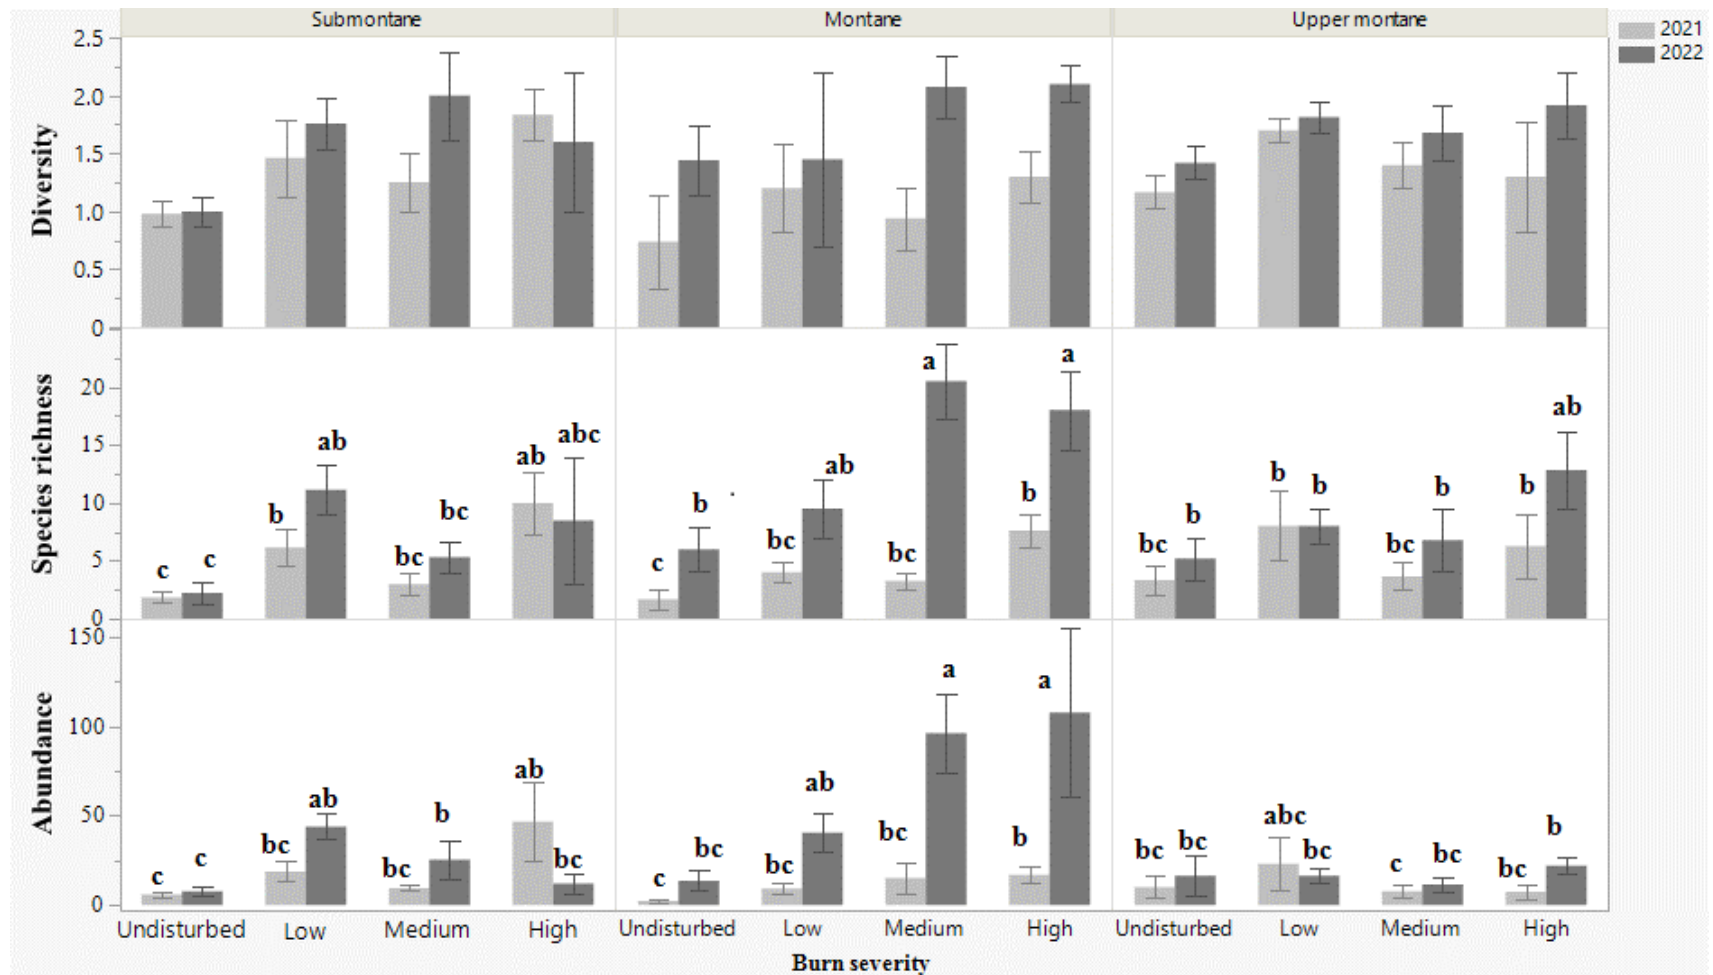 Submontane Montane Upper montane
2021
2022
Diversity
2.5
2.0
1.5
1.0
0.5
0
Species richness
20
15
10
5
0
c c b ab bc bc ab abc
c b bc ab bc a b a
bc b b b bc b b ab
Abundance
150
100
50
0
c c bc ab bc b ab bc
c bc bc ab bc a b a
bc bc abc bc c bc bc b
Undisturbed Low Medium High Undisturbed Low Medium High Undisturbed Low Medium High
Burn severity